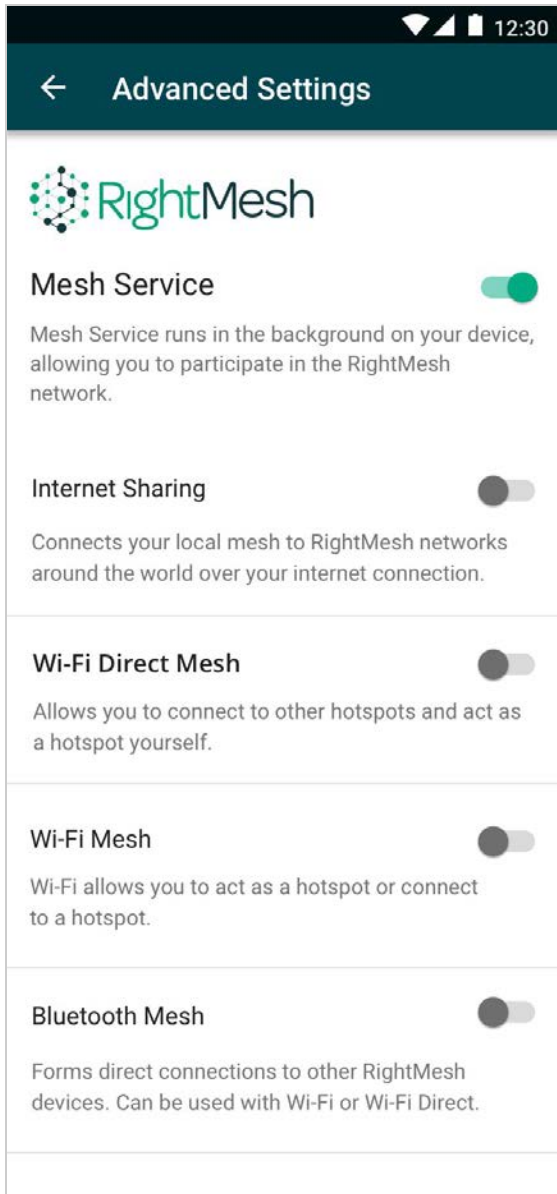 12:30
Advanced Settings
RightMesh
Mesh Service
Mesh Service runs in the background on your device,
allowing you to participate in the RightMesh
network.
Internet Sharing
Connects your local mesh to RightMesh networks
around the world over your internet connection.
Wi-Fi Direct Mesh
Allows you to connect to other hotspots and act as
a hotspot yourself.
Wi-Fi Mesh
Wi-Fi allows you to act as a hotspot or connect
to a hotspot.
Bluetooth Mesh
Forms direct connections to other RightMesh
devices. Can be used with Wi-Fi or Wi-Fi Direct.